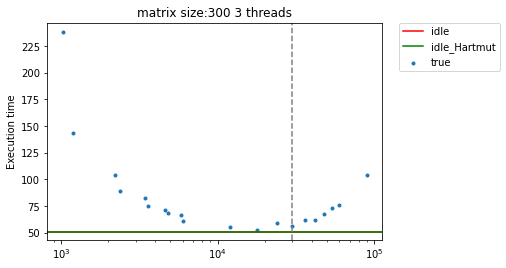 matrix size:300 3 threads
idle
idle_Hartmut
true
Execution time
225
200
175
150
125
100
75
50
10³
10⁴
10⁵